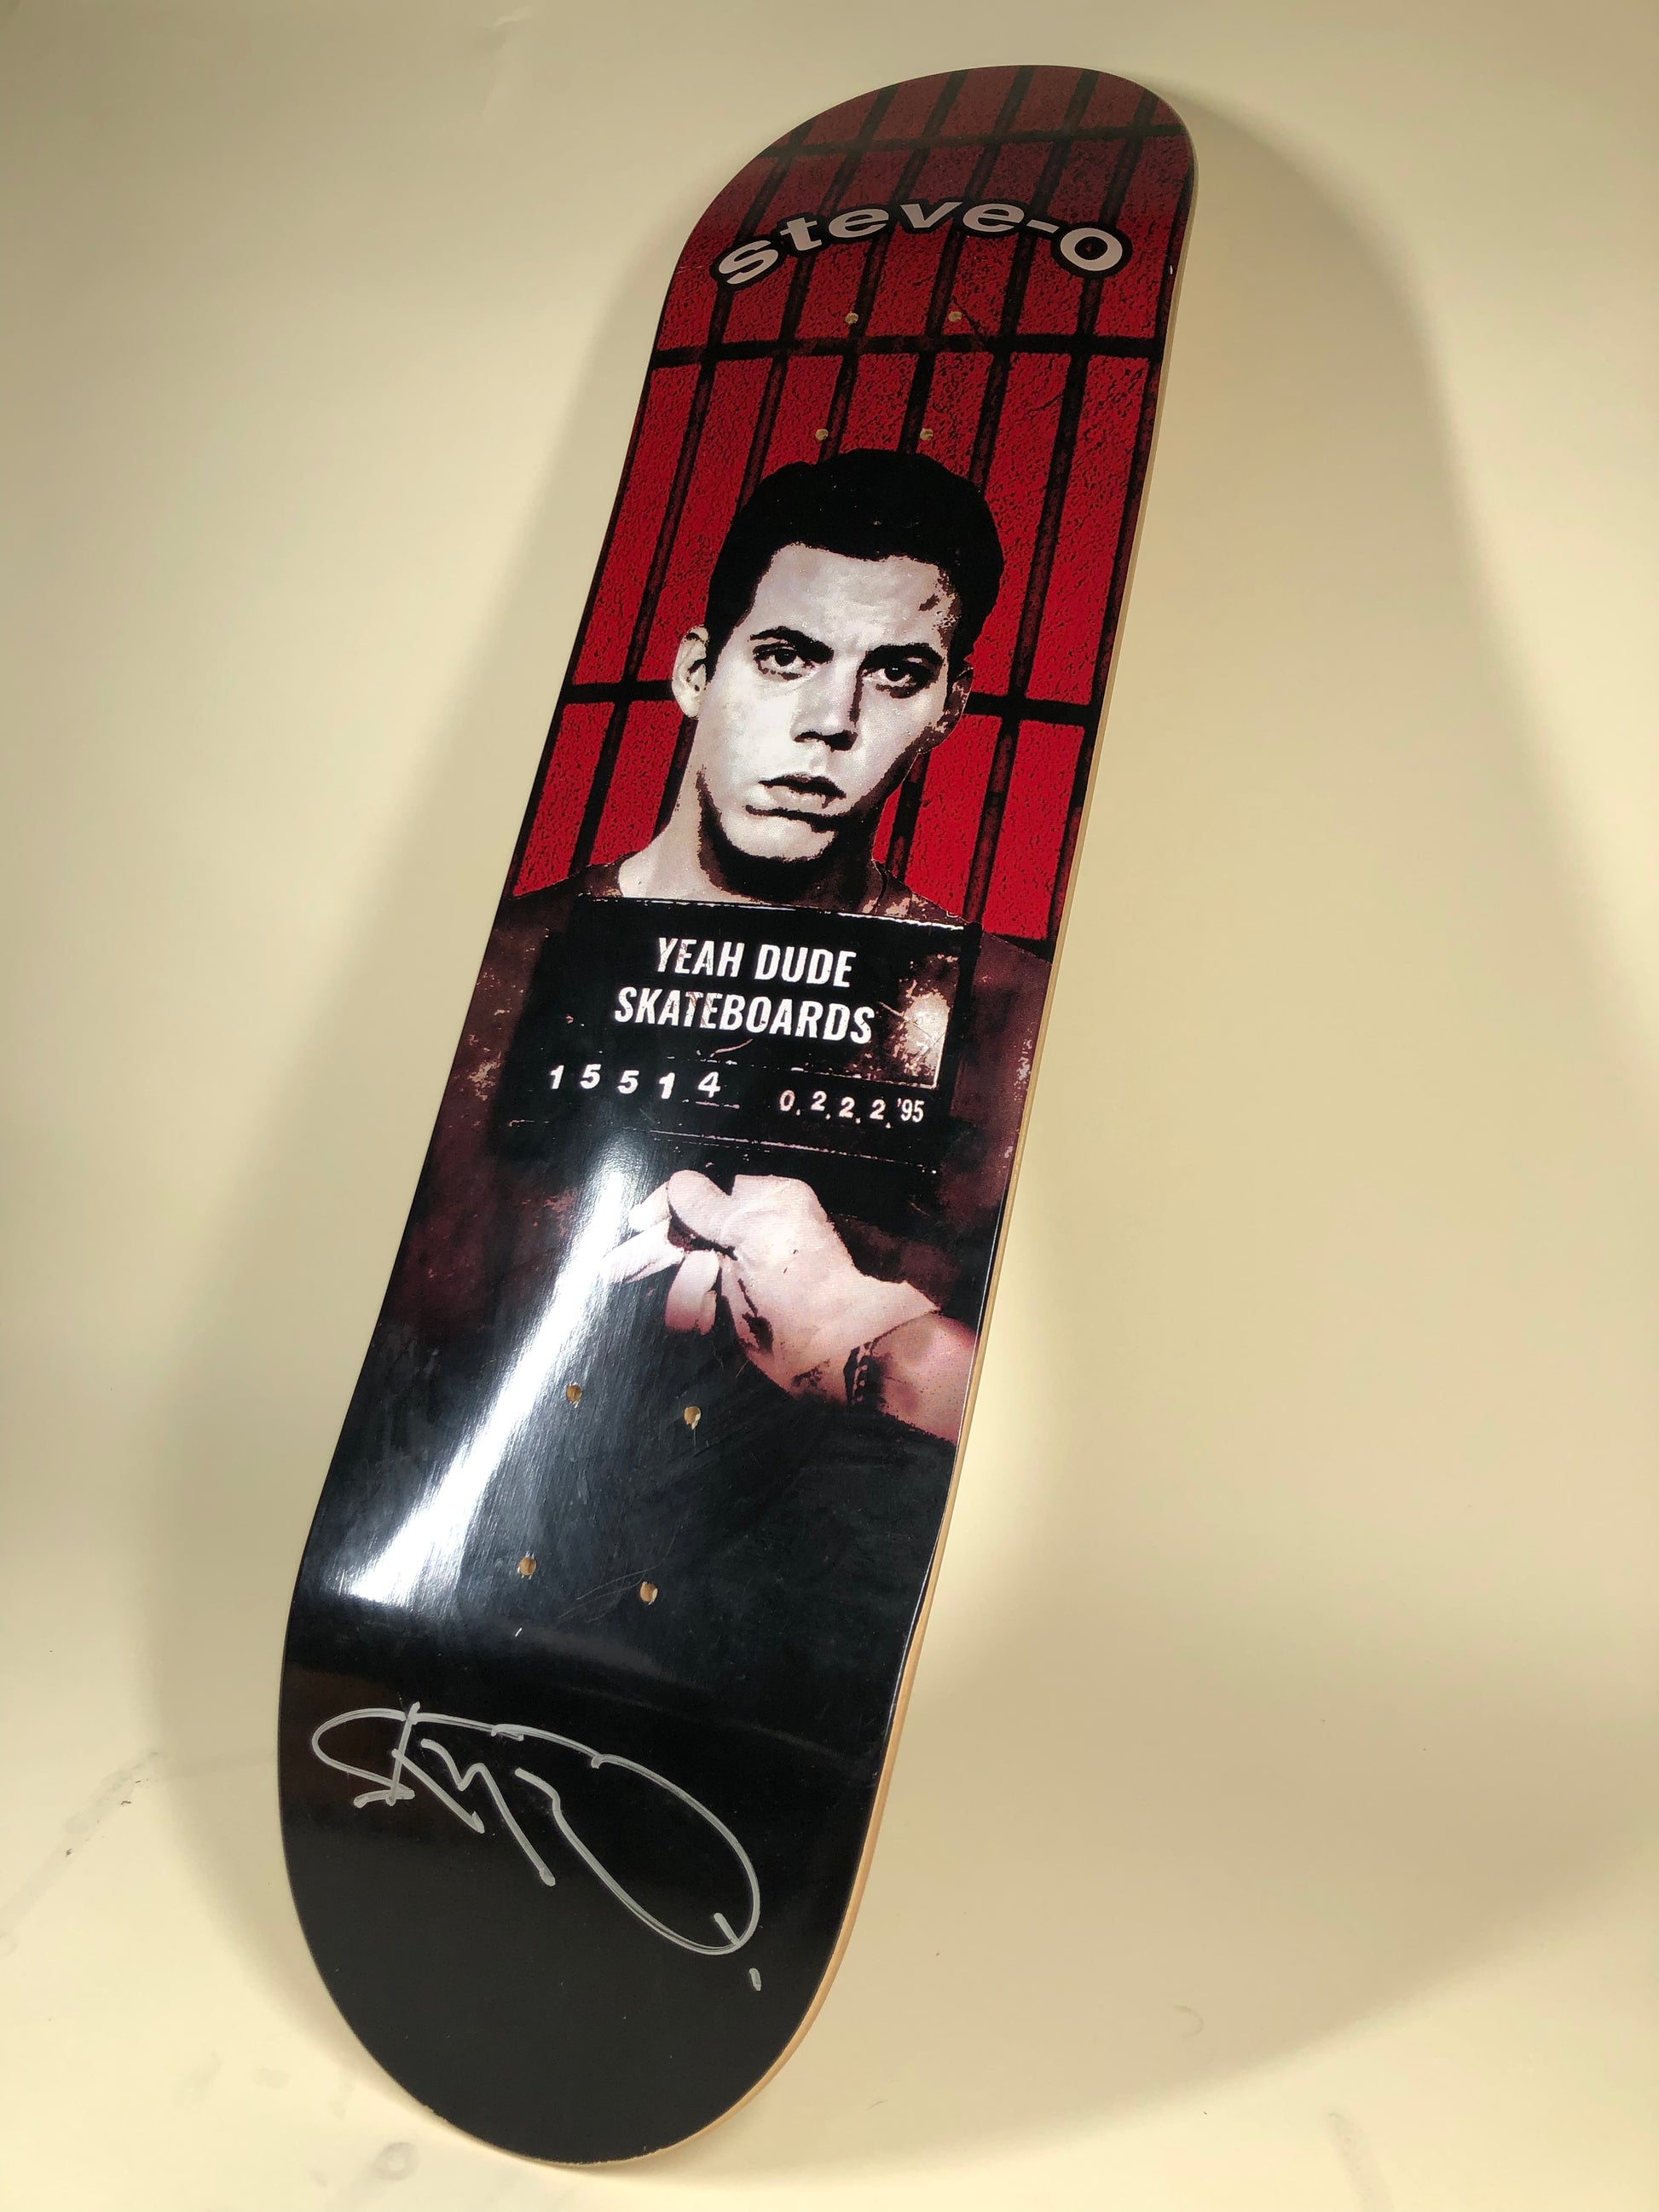 steve-o
YEAH DUDE
SKATEBOARDS
15514 0.2.2.2.'95